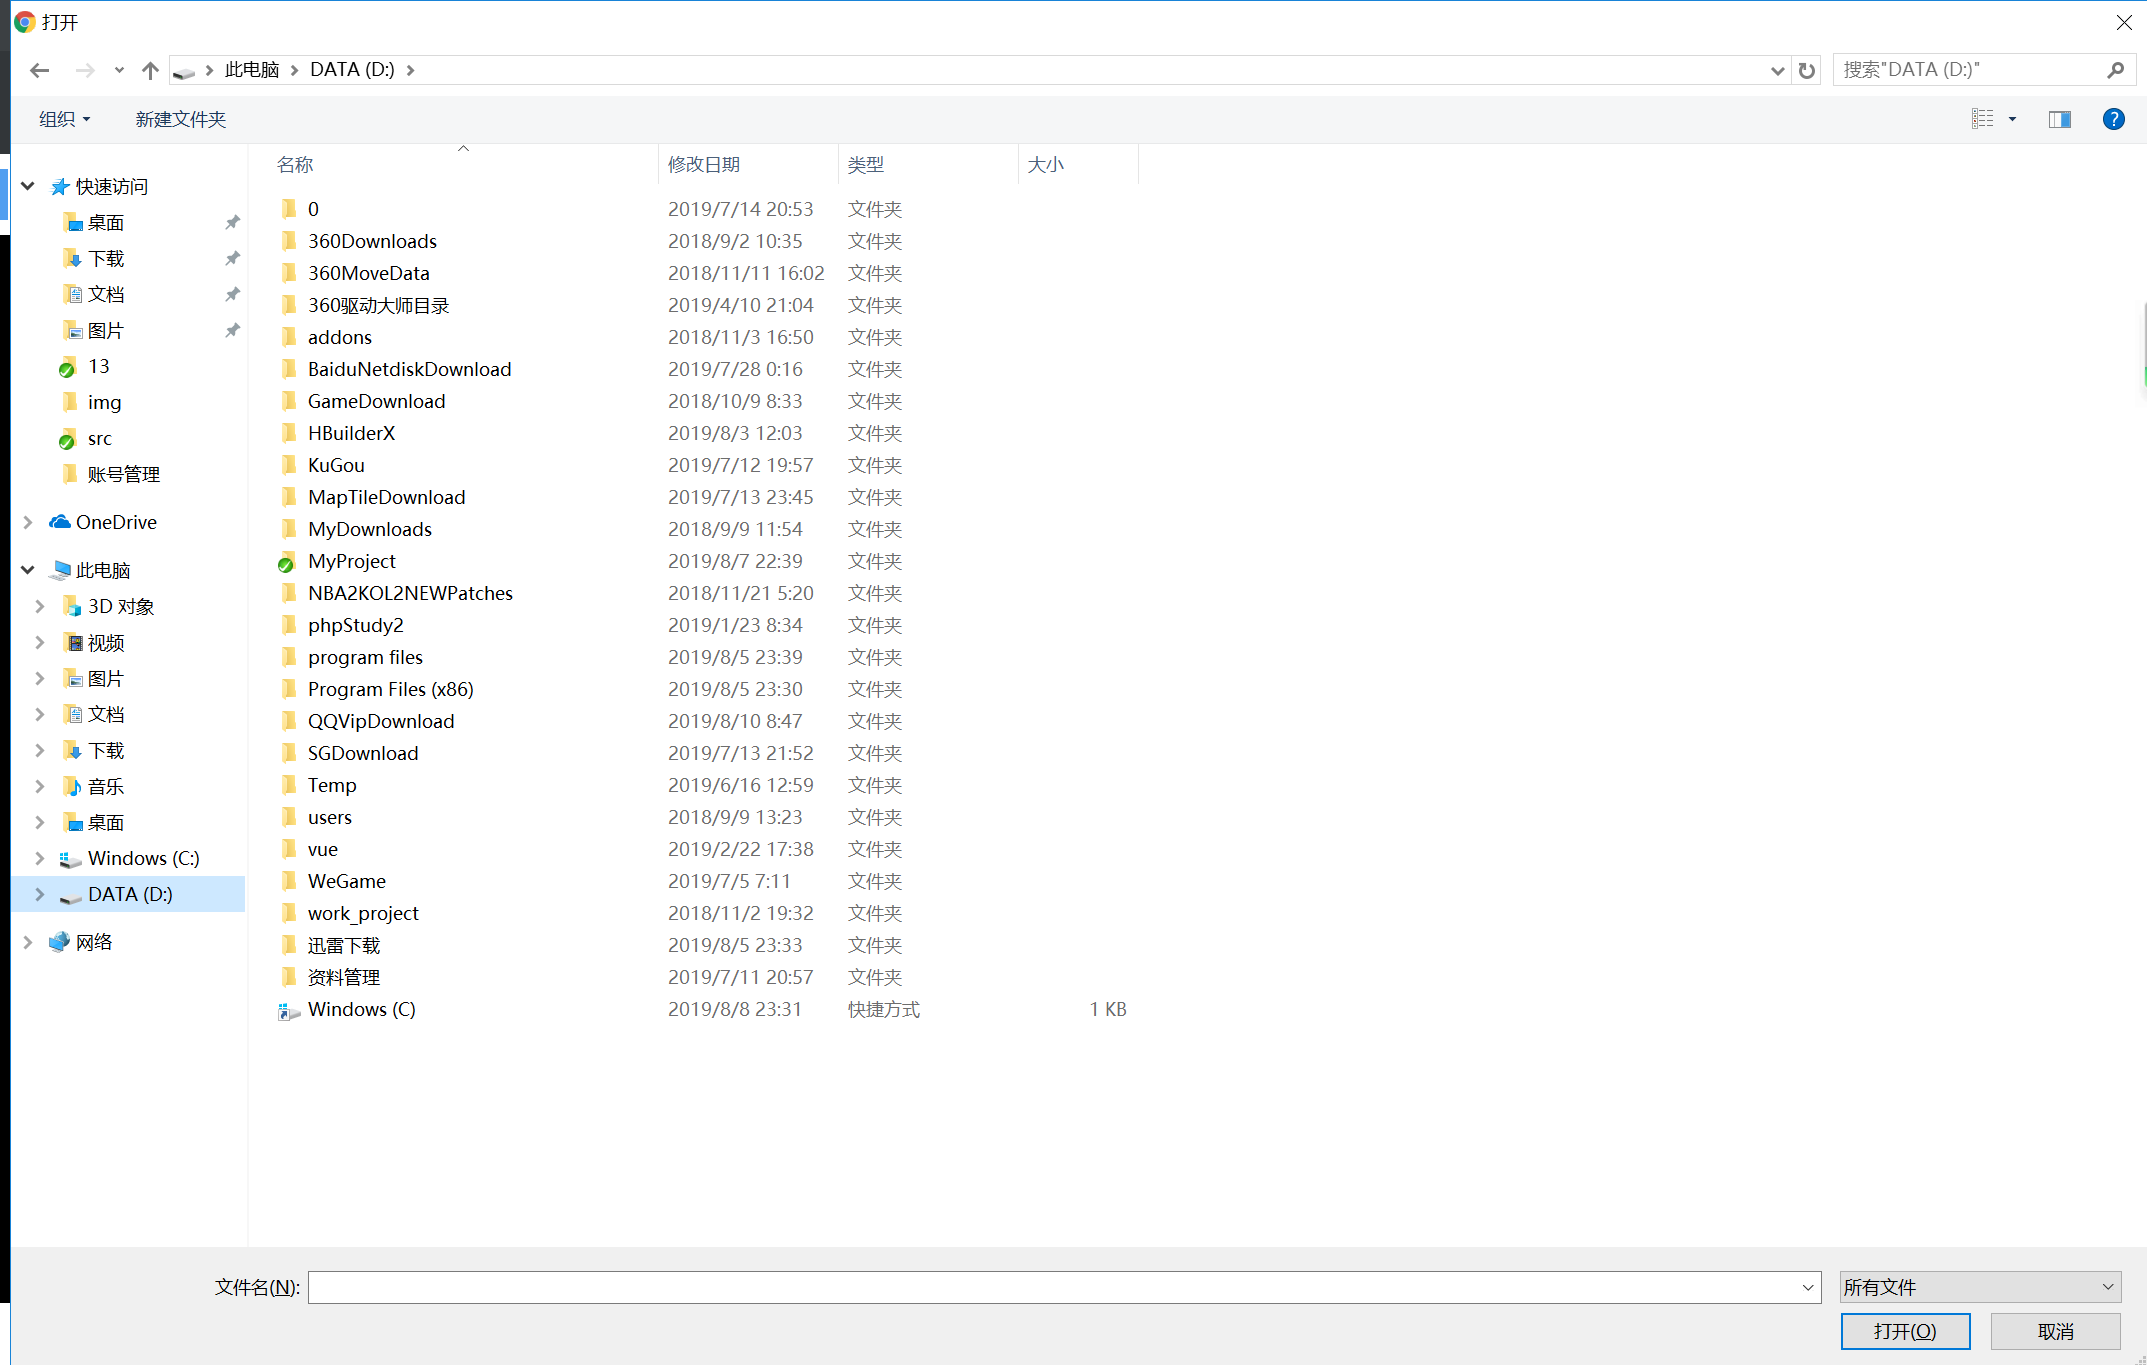 打开
此电脑 DATA (D:)
搜索"DATA (D:)"
组织 新建文件夹
?
名称 修改日期 类型 大小
快速访问
桌面
下载
文档
图片
13
img
src
账号管理
OneDrive
此电脑
3D 对象
视频
图片
文档
下载
音乐
桌面
Windows (C:)
DATA (D:)
网络
0 2019/7/14 20:53 文件夹
360Downloads 2018/9/2 10:35 文件夹
360MoveData 2018/11/11 16:02 文件夹
360驱动大师目录 2019/4/10 21:04 文件夹
addons 2018/11/3 16:50 文件夹
BaiduNetdiskDownload 2019/7/28 0:16 文件夹
GameDownload 2018/10/9 8:33 文件夹
HBuilderX 2019/8/3 12:03 文件夹
KuGou 2019/7/12 19:57 文件夹
MapTileDownload 2019/7/13 23:45 文件夹
MyDownloads 2018/9/9 11:54 文件夹
MyProject 2019/8/7 22:39 文件夹
NBA2KOL2NEWPatches 2018/11/21 5:20 文件夹
phpStudy2 2019/1/23 8:34 文件夹
program files 2019/8/5 23:39 文件夹
Program Files (x86) 2019/8/5 23:30 文件夹
QQVipDownload 2019/8/10 8:47 文件夹
SGDownload 2019/7/13 21:52 文件夹
Temp 2019/6/16 12:59 文件夹
users 2018/9/9 13:23 文件夹
vue 2019/2/22 17:38 文件夹
WeGame 2019/7/5 7:11 文件夹
work_project 2018/11/2 19:32 文件夹
迅雷下载 2019/8/5 23:33 文件夹
资料管理 2019/7/11 20:57 文件夹
Windows (C) 2019/8/8 23:31 快捷方式 1 KB
文件名(N): 所有文件
打开(O) 取消